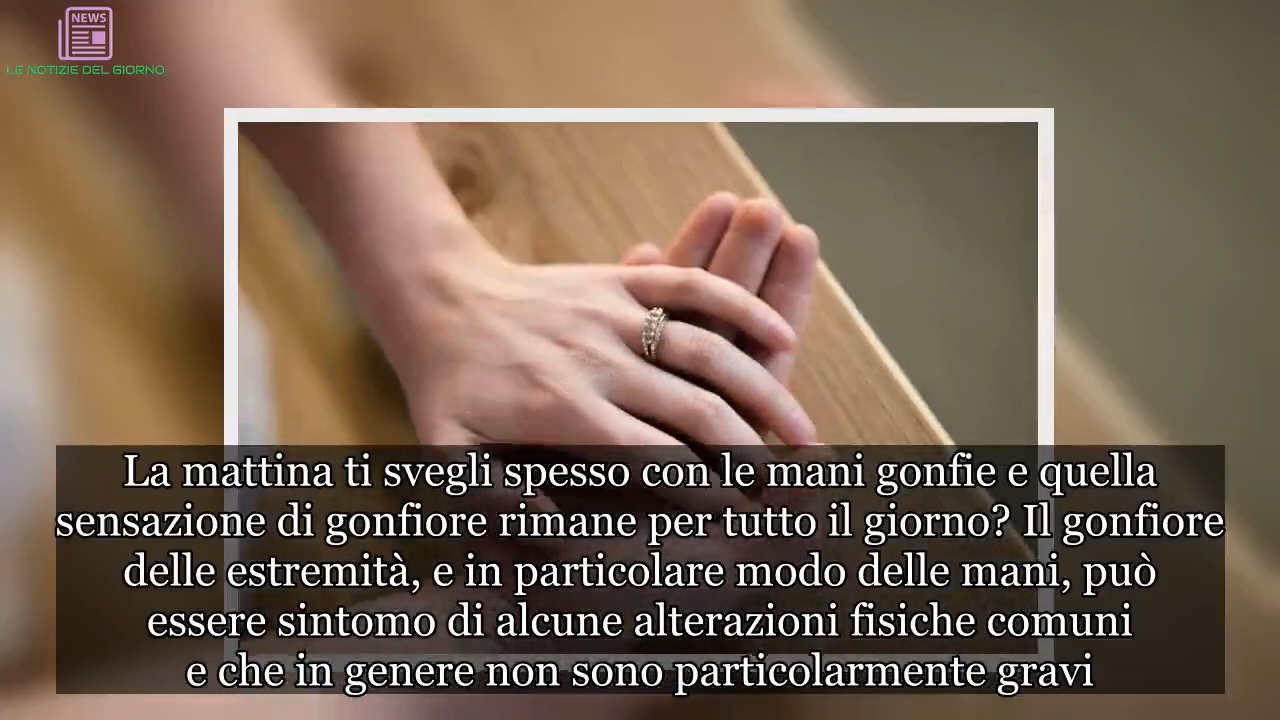 NEWS
LE NOTIZIE DEL GIORNO
La mattina ti svegli spesso con le mani gonfie e quella
sensazione di gonfiore rimane per tutto il giorno? Il gonfiore
delle estremità, e in particolare modo delle mani, può
essere sintomo di alcune alterazioni fisiche comuni
e che in genere non sono particolarmente gravi